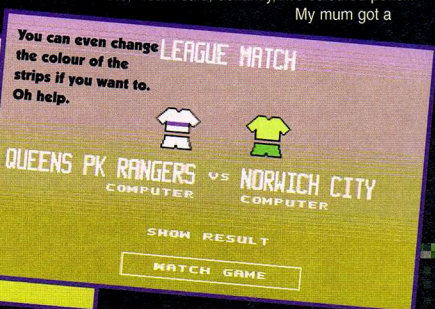 My mum got a
You can even change
the colour of the
strips if you want to.
Oh help.
LEAGUE MATCH
QUEENS PK RANGERS vs NORWICH CITY
COMPUTER COMPUTER
SHOW RESULT
WATCH GAME